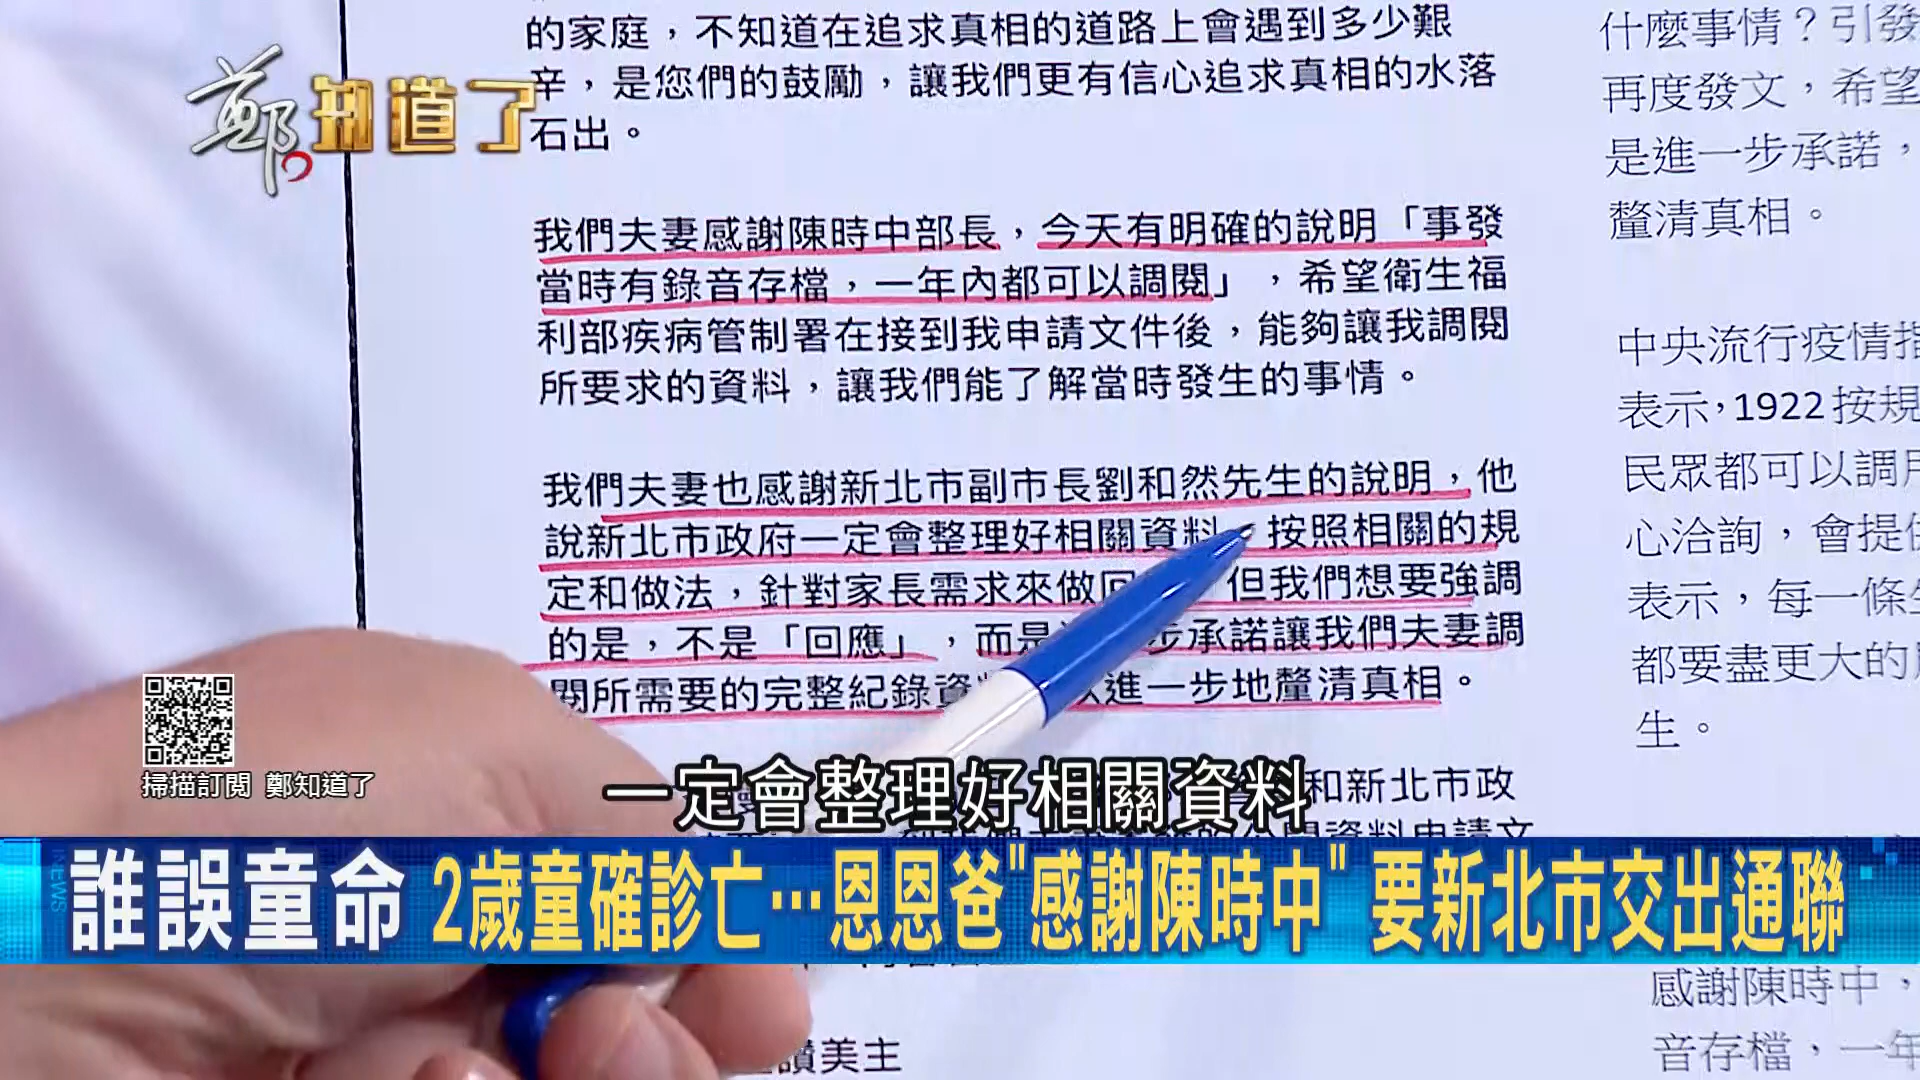 鄭知道了
的家庭，不知道在追求真相的道路上會遇到多少艱
辛，是您們的鼓勵，讓我們更有信心追求真相的水落
石出。
我們夫妻感謝陳時中部長，今天有明確的說明「事發
當時有錄音存檔，一年內都可以調閱」，希望衛生福
利部疾病管制署在接到我申請文件後，能夠讓我調閱
所要求的資料，讓我們能了解當時發生的事情。
我們夫妻也感謝新北市副市長劉和然先生的說明，他
說新北市政府一定會整理好相關資料 按照相關的規
定和做法，針對家長需求來做回 但我們想要強調
的是，不是「回應」，而是 步承諾讓我們夫妻調
閱所需要的完整紀錄資 以進一步地釐清真相。
和新北市政
資料申請文
讚美主
什麼事情？引發
再度發文，希望
是進一步承諾，
釐清真相。
中央流行疫情指
表示，1922按規
民眾都可以調用
心洽詢，會提供
表示，每一條生
都要盡更大的
生。
感謝陳時中，
音存檔，一年
掃描訂閱 鄭知道了
一定會整理好相關資料
iNEWS
誰誤童命 2歲童確診亡…恩恩爸"感謝陳時中" 要新北市交出通聯